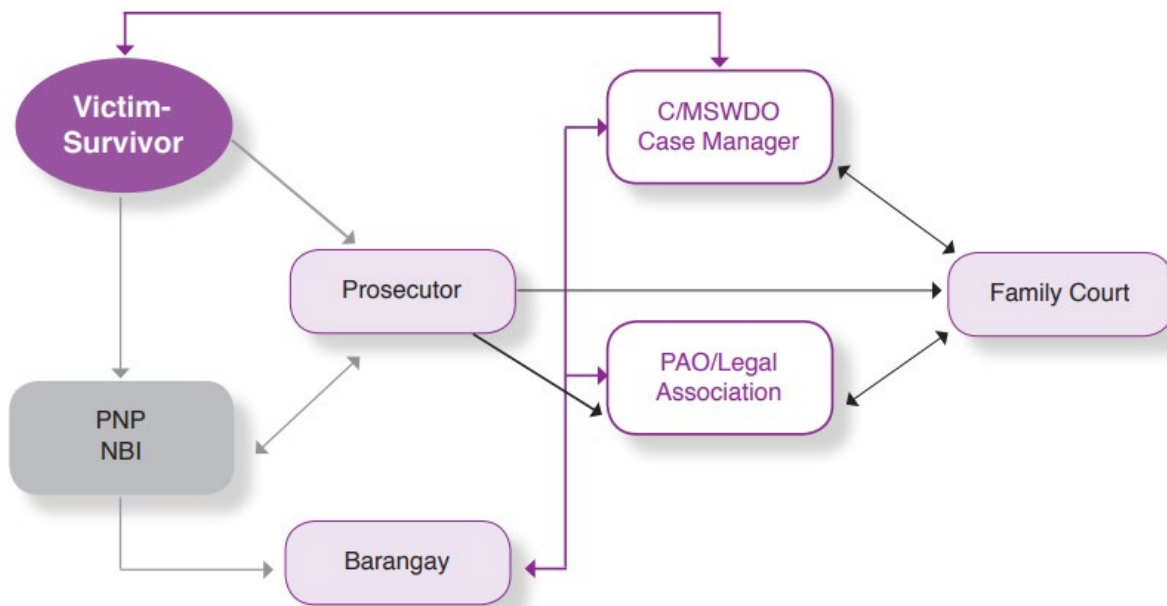 Victim-
Survivor
C/MSWDO
Case Manager
Prosecutor
Family Court
PAO/Legal
Association
PNP
NBI
Barangay